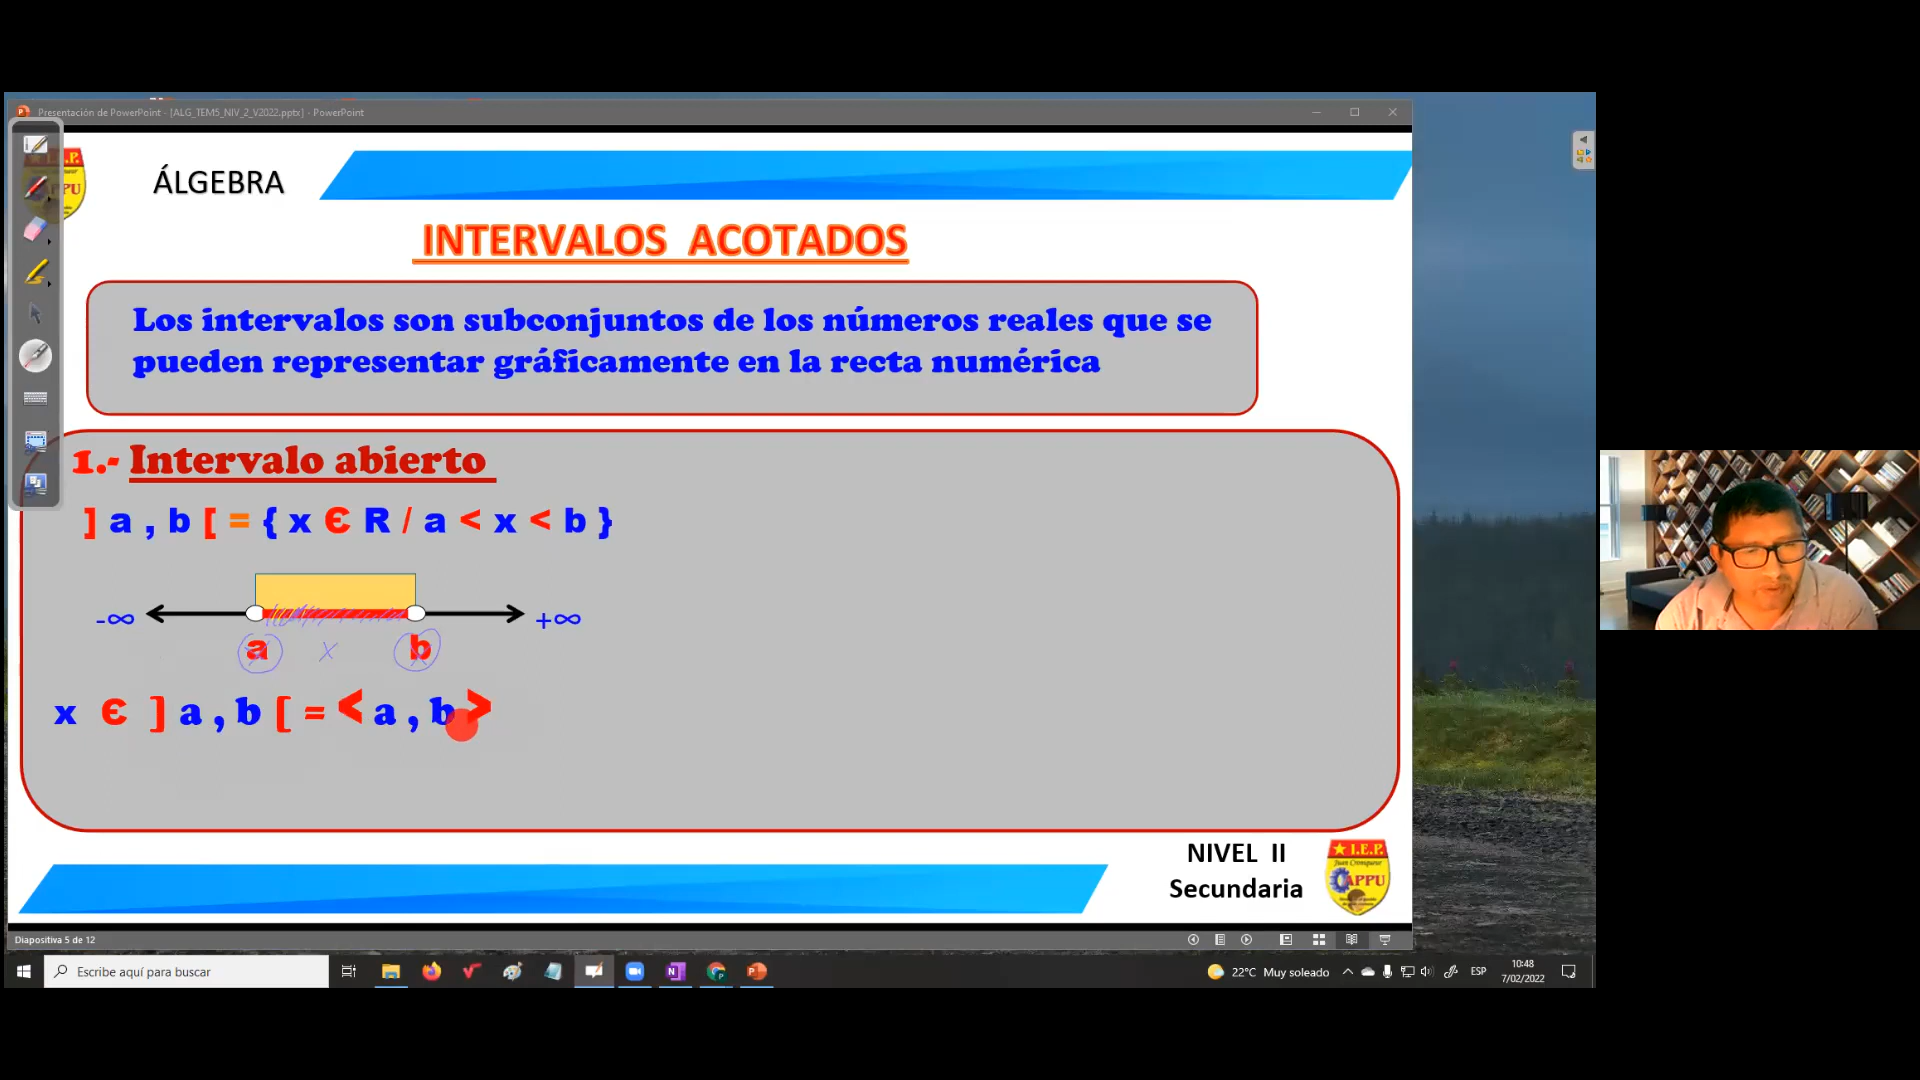 Presentación de PowerPoint - [ALG_TEM5_NIV_2_V2022.pptx] - PowerPoint
ÁLGEBRA
INTERVALOS ACOTADOS
Los intervalos son subconjuntos de los números reales que se
pueden representar gráficamente en la recta numérica
1.- Intervalo abierto
] a , b [ = { x Є R / a < x < b }
-∞ +∞
a x b
x Є ] a , b [ = < a , b >
NIVEL II
Secundaria
I.E.P.
APPU
Diapositiva 5 de 12
Escribe aquí para buscar
22°C Muy soleado
ESP
10:48
7/02/2022